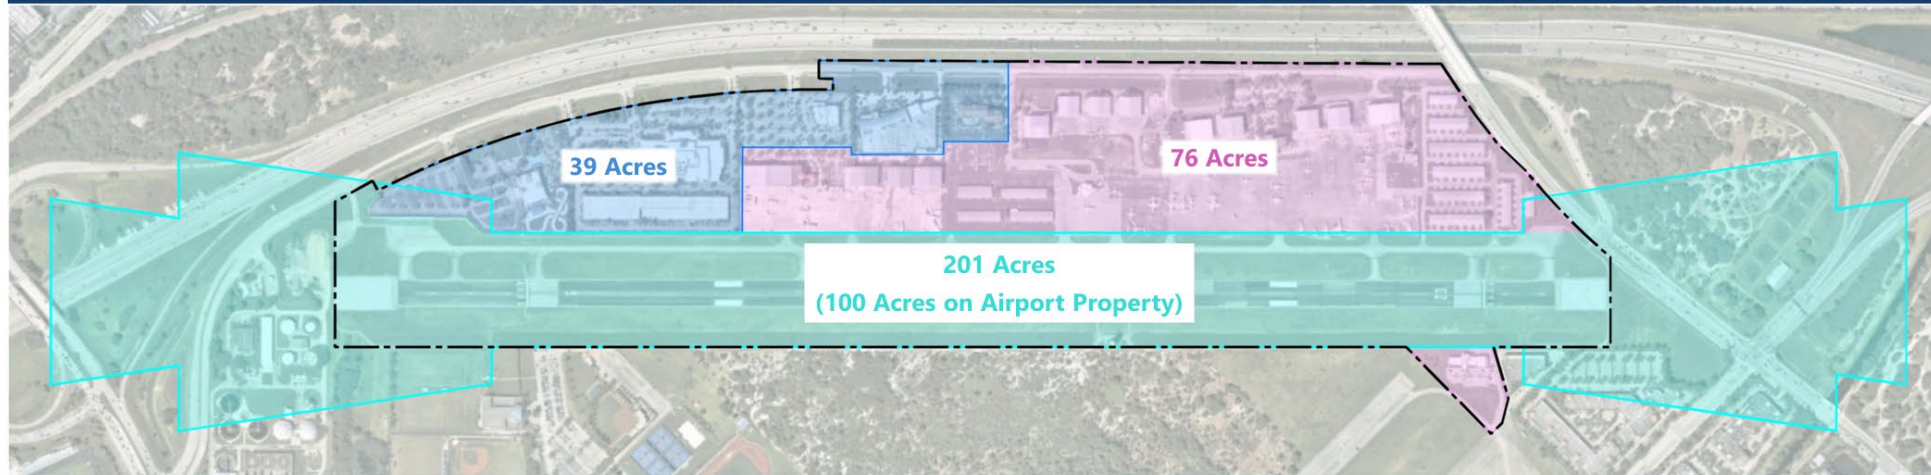 39 Acres
76 Acres
201 Acres
(100 Acres on Airport Property)